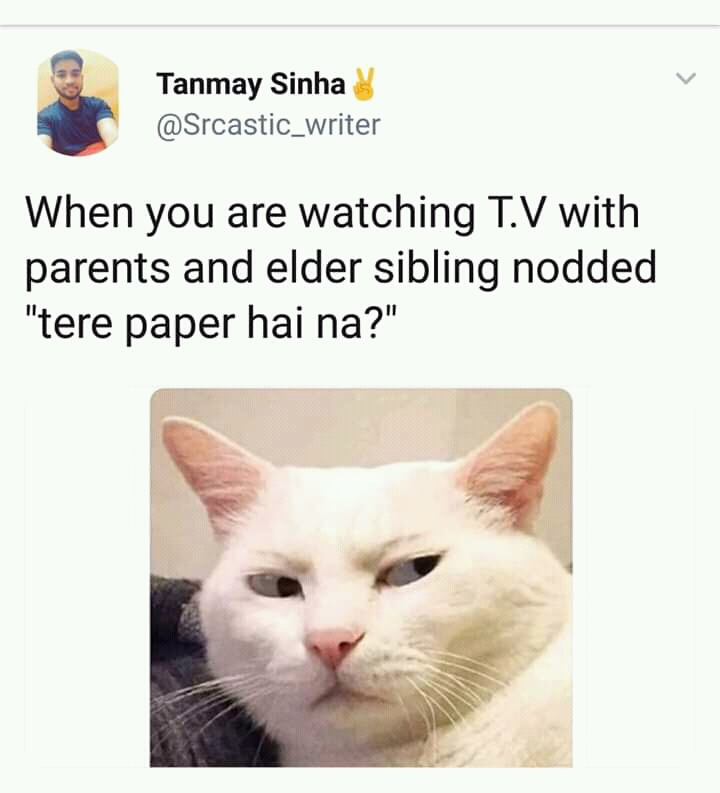 Tanmay Sinha✌
@Srcastic_writer
When you are watching T.V with
parents and elder sibling nodded
"tere paper hai na?"